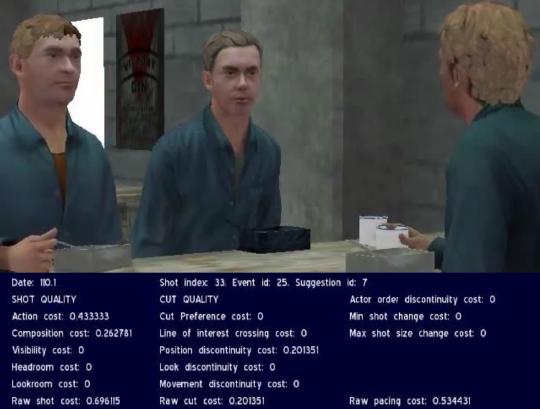 VICTORY
GIN
Date: 110.1 Shot index: 33. Event id: 25. Suggestion id: 7
SHOT QUALITY CUT QUALITY Actor order discontinuity cost: 0
Action cost: 0.433333 Cut Preference cost: 0 Min shot change cost: 0
Composition cost: 0.262781 Line of interest crossing cost: 0 Max shot size change cost: 0
Visibility cost: 0 Position discontinuity cost: 0.201351
Headroom cost: 0 Look discontinuity cost: 0
Lookroom cost: 0 Movement discontinuity cost: 0
Raw shot cost: 0.696115 Raw cut cost: 0.201351 Raw pacing cost: 0.534431